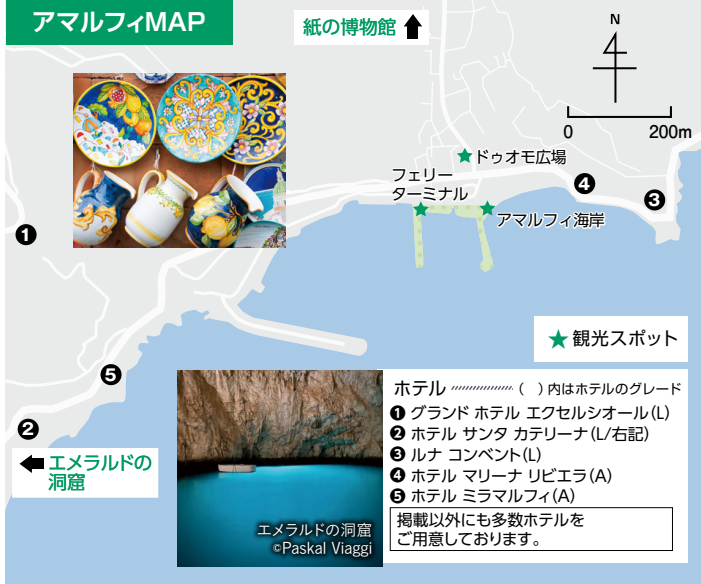 アマルフィMAP
紙の博物館
N
0 200m
ドゥオモ広場
フェリー
ターミナル
アマルフィ海岸
❹
❸
❶
❺
❷
★観光スポット
エメラルドの
洞窟
エメラルドの洞窟
©Paskal Viaggi
ホテル ( )内はホテルのグレード
❶ グランド ホテル エクセルシオール(L)
❷ ホテル サンタ カテリーナ(L/右記)
❸ ルナ コンベント(L)
❹ ホテル マリーナ リビエラ(A)
❺ ホテル ミラマルフィ(A)
掲載以外にも多数ホテルを
ご用意しております。